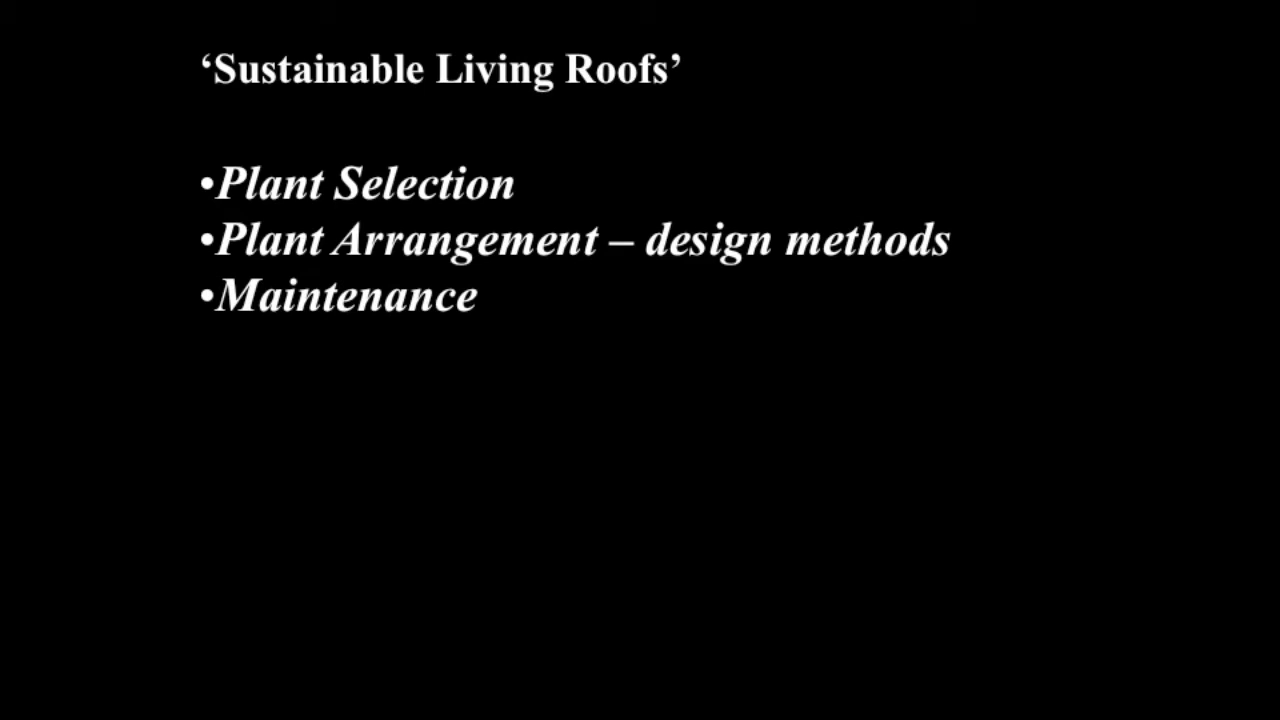 ‘Sustainable Living Roofs’
•Plant Selection
•Plant Arrangement – design methods
•Maintenance